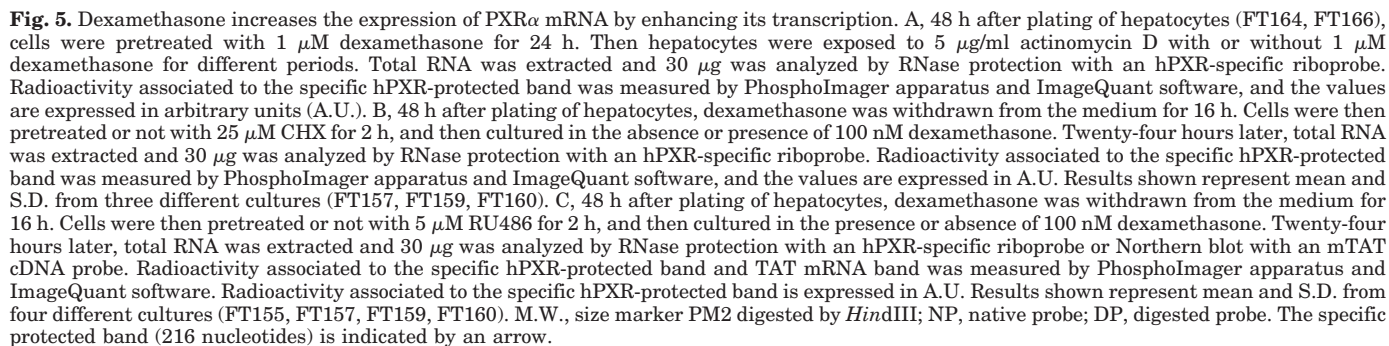 Fig. 5. Dexamethasone increases the expression of PXRα mRNA by enhancing its transcription. A, 48 h after plating of hepatocytes (FT164, FT166),
cells were pretreated with 1 μM dexamethasone for 24 h. Then hepatocytes were exposed to 5 μg/ml actinomycin D with or without 1 μM
dexamethasone for different periods. Total RNA was extracted and 30 μg was analyzed by RNase protection with an hPXR-specific riboprobe.
Radioactivity associated to the specific hPXR-protected band was measured by PhosphoImager apparatus and ImageQuant software, and the values
are expressed in arbitrary units (A.U.). B, 48 h after plating of hepatocytes, dexamethasone was withdrawn from the medium for 16 h. Cells were then
pretreated or not with 25 μM CHX for 2 h, and then cultured in the absence or presence of 100 nM dexamethasone. Twenty-four hours later, total RNA
was extracted and 30 μg was analyzed by RNase protection with an hPXR-specific riboprobe. Radioactivity associated to the specific hPXR-protected
band was measured by PhosphoImager apparatus and ImageQuant software, and the values are expressed in A.U. Results shown represent mean and
S.D. from three different cultures (FT157, FT159, FT160). C, 48 h after plating of hepatocytes, dexamethasone was withdrawn from the medium for
16 h. Cells were then pretreated or not with 5 μM RU486 for 2 h, and then cultured in the presence or absence of 100 nM dexamethasone. Twenty-four
hours later, total RNA was extracted and 30 μg was analyzed by RNase protection with an hPXR-specific riboprobe or Northern blot with an mTAT
cDNA probe. Radioactivity associated to the specific hPXR-protected band and TAT mRNA band was measured by PhosphoImager apparatus and
ImageQuant software. Radioactivity associated to the specific hPXR-protected band is expressed in A.U. Results shown represent mean and S.D. from
four different cultures (FT155, FT157, FT159, FT160). M.W., size marker PM2 digested by HindIII; NP, native probe; DP, digested probe. The specific
protected band (216 nucleotides) is indicated by an arrow.